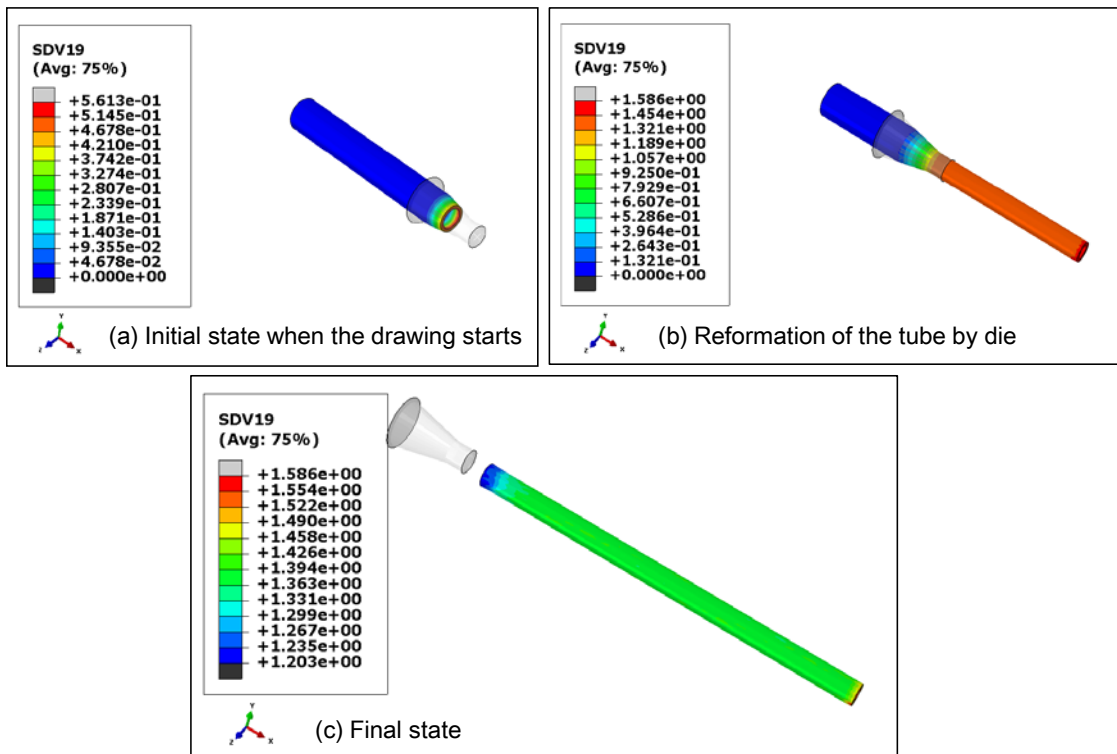 SDV19
(Avg: 75%)
+5.613e-01
+5.145e-01
+4.678e-01
+4.210e-01
+3.742e-01
+3.274e-01
+2.807e-01
+2.339e-01
+1.871e-01
+1.403e-01
+9.355e-02
+4.678e-02
+0.000e+00
Y
Z
X
(a) Initial state when the drawing starts
SDV19
(Avg: 75%)
+1.586e+00
+1.454e+00
+1.321e+00
+1.189e+00
+1.057e+00
+9.250e-01
+7.929e-01
+6.607e-01
+5.286e-01
+3.964e-01
+2.643e-01
+1.321e-01
+0.000e+00
Y
Z
X
(b) Reformation of the tube by die
SDV19
(Avg: 75%)
+1.586e+00
+1.554e+00
+1.522e+00
+1.490e+00
+1.458e+00
+1.426e+00
+1.394e+00
+1.363e+00
+1.331e+00
+1.299e+00
+1.267e+00
+1.235e+00
+1.203e+00
Y
Z
X
(c) Final state